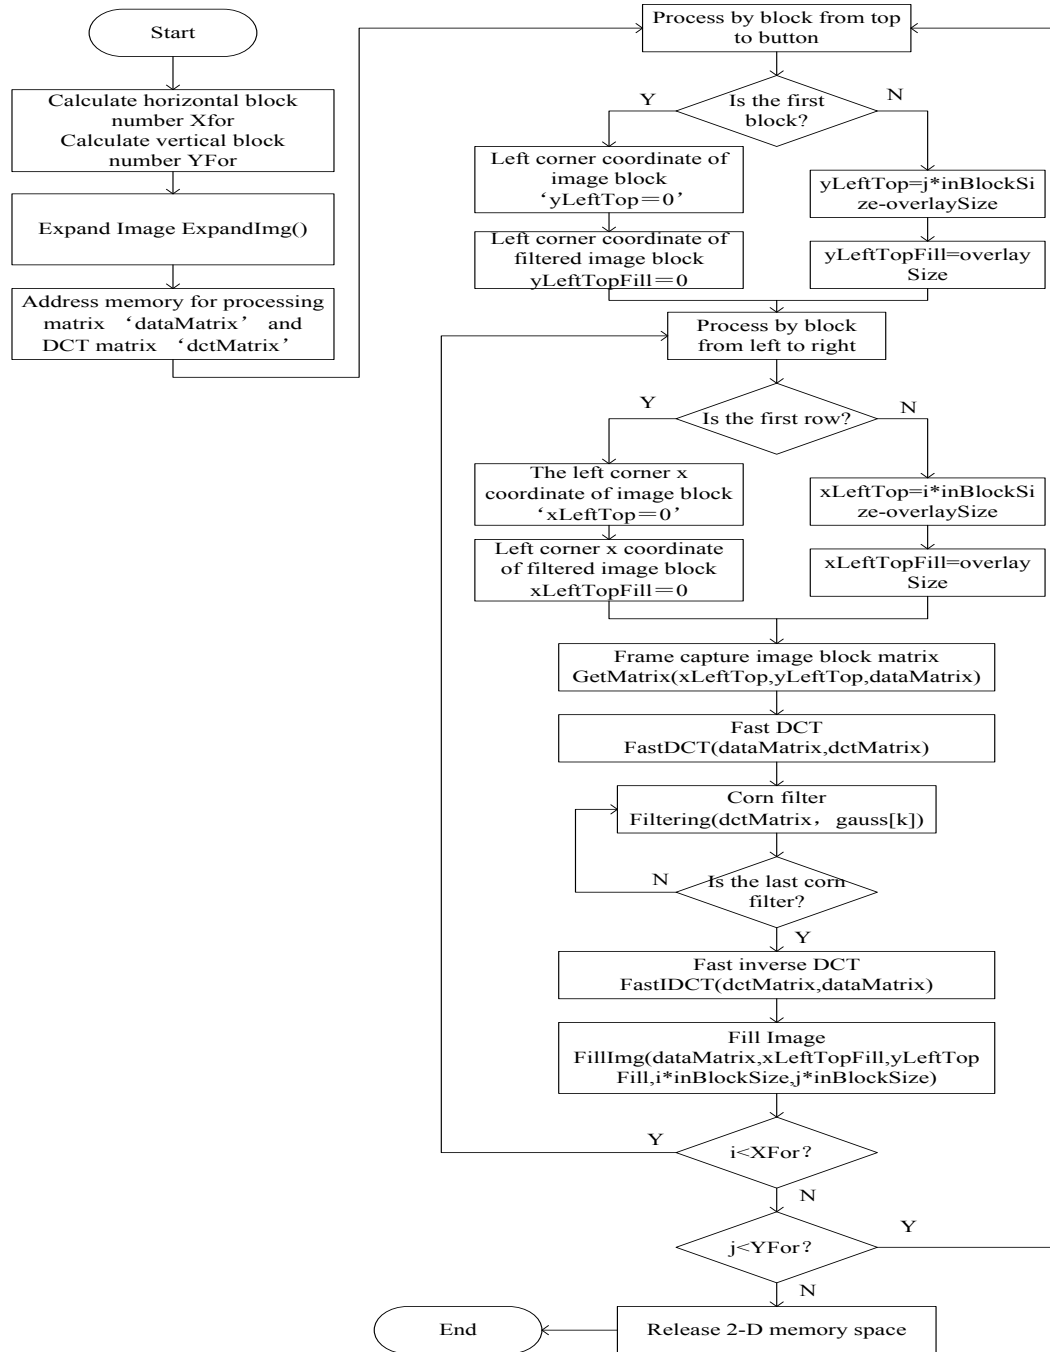 Start
Calculate horizontal block
number Xfor
Calculate vertical block
number YFor
Expand Image ExpandImg()
Address memory for processing
matrix ‘dataMatrix’ and
DCT matrix ‘dctMatrix’
Process by block from top
to button
Is the first
block?
Y
N
Left corner coordinate of
image block
‘yLeftTop=0’
Left corner coordinate of
filtered image block
yLeftTopFill=0
yLeftTop=j*inBlockSi
ze-overlaySize
yLeftTopFill=overlay
Size
Process by block
from left to right
Is the first row?
Y
N
The left corner x
coordinate of image block
‘xLeftTop=0’
Left corner x coordinate
of filtered image block
xLeftTopFill=0
xLeftTop=i*inBlockSi
ze-overlaySize
xLeftTopFill=overlay
Size
Frame capture image block matrix
GetMatrix(xLeftTop,yLeftTop,dataMatrix)
Fast DCT
FastDCT(dataMatrix,dctMatrix)
Corn filter
Filtering(dctMatrix，gauss[k])
Is the last corn
filter?
N
Y
Fast inverse DCT
FastIDCT(dctMatrix,dataMatrix)
Fill Image
FillImg(dataMatrix,xLeftTopFill,yLeftTop
Fill,i*inBlockSize,j*inBlockSize)
i<XFor?
Y
N
j<YFor?
Y
N
Release 2-D memory space
End